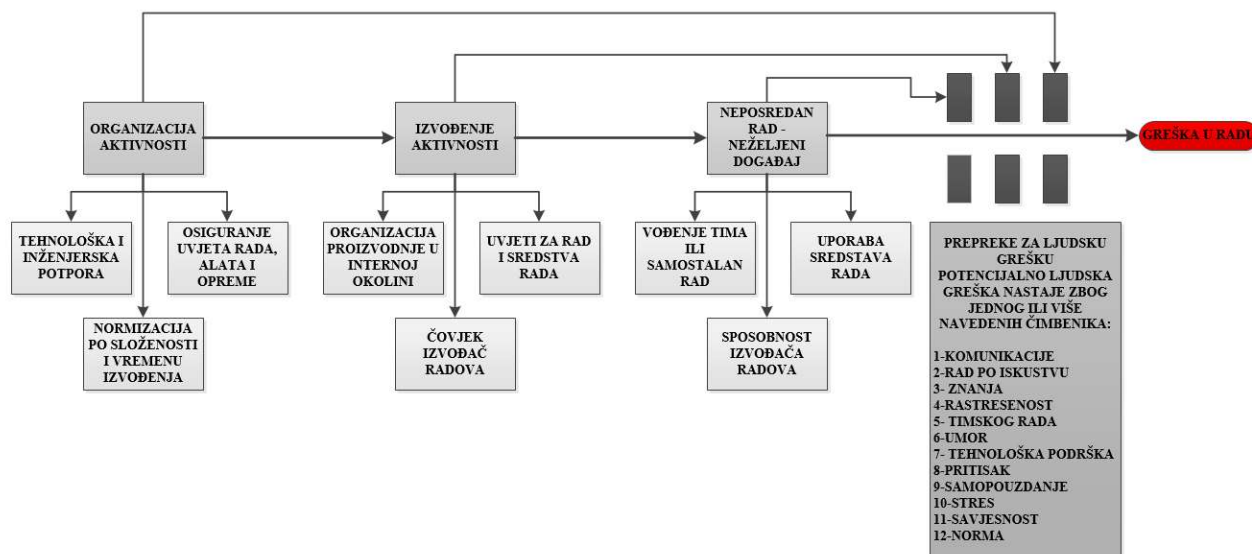 ORGANIZACIJA
AKTIVNOSTI
IZVOĐENJE
AKTIVNOSTI
NEPOSREDAN
RAD -
NEŽELJENI
DOGAĐAJ
GREŠKA U RADU
TEHNOLOŠKA I
INŽENJERSKA
POTPORA
OSIGURANJE
UVJETA RADA,
ALATA I
OPREME
NORMIZACIJA
PO SLOŽENOSTI
I VREMENU
IZVOĐENJA
ORGANIZACIJA
PROIZVODNJE U
INTERNOJ
OKOLINI
UVJETI ZA RAD
I SREDSTVA
RADA
ČOVJEK
IZVOĐAČ
RADOVA
VOĐENJE TIMA
ILI
SAMOSTALAN
RAD
UPORABA
SREDSTAVA
RADA
SPOSOBNOST
IZVOĐAČA
RADOVA
PREPREKE ZA LJUDSKU
GREŠKU
POTENCIJALNO LJUDSKA
GREŠKA NASTAJE ZBOG
JEDNOG ILI VIŠE
NAVEDENIH ČIMBENIKA:
1-KOMUNIKACIJE
2-RAD PO ISKUSTVU
3- ZNANJA
4-RASTRESENOST
5- TIMSKOG RADA
6-UMOR
7- TEHNOLOŠKA PODRŠKA
8-PRITISAK
9-SAMOPOUZDANJE
10-STRES
11-SAVJESNOST
12-NORMA